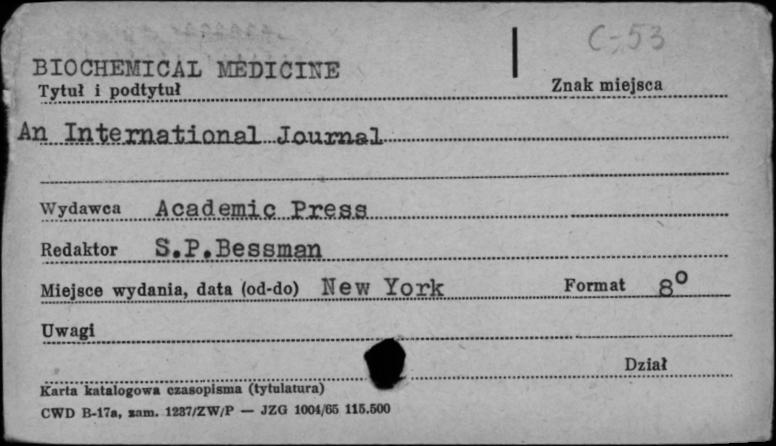 C-53
BIOCHEMICAL MEDICINE
Tytuł i podtytuł Znak miejsca
An International Journal
Wydawca Academic Press
Redaktor S.P.Bessman
Miejsce wydania, data (od-do) New York Format 8°
Uwagi
Dział
Karta katalogowa czasopisma (tytulatura)
CWD B-17a, zam. 1237/ZW/P — JZG 1004/65 115.500